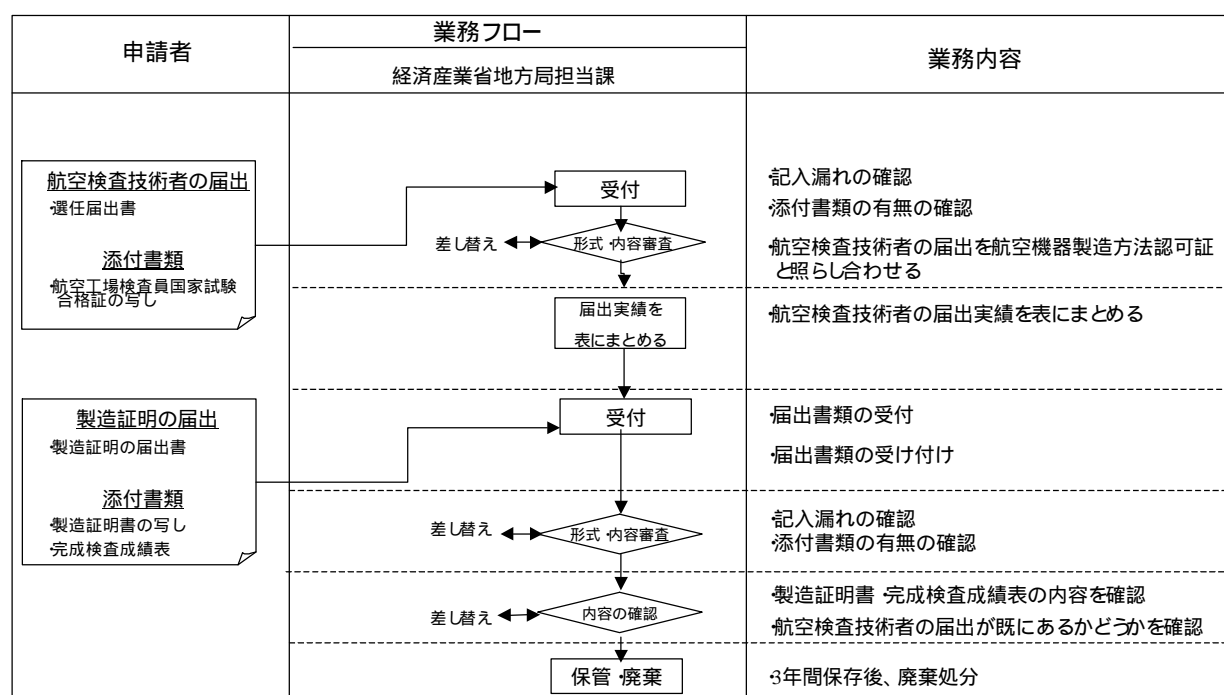 申請者
業務フロー
経済産業省地方局担当課
業務内容
航空検査技術者の届出
・選任届出書
添付書類
・航空工場検査員国家試験
合格証の写し
受付
差し替え
形式・内容審査
・記入漏れの確認
・添付書類の有無の確認
・航空検査技術者の届出を航空機器製造方法認可証
と照らし合わせる
届出実績を
表にまとめる
・航空検査技術者の届出実績を表にまとめる
製造証明の届出
・製造証明の届出書
添付書類
・製造証明書の写し
・完成検査成績表
受付
・届出書類の受付
・届出書類の受け付け
差し替え
形式・内容審査
・記入漏れの確認
・添付書類の有無の確認
差し替え
内容の確認
・製造証明書・完成検査成績表の内容を確認
・航空検査技術者の届出が既にあるかどうかを確認
保管・廃棄
・3年間保存後、廃棄処分